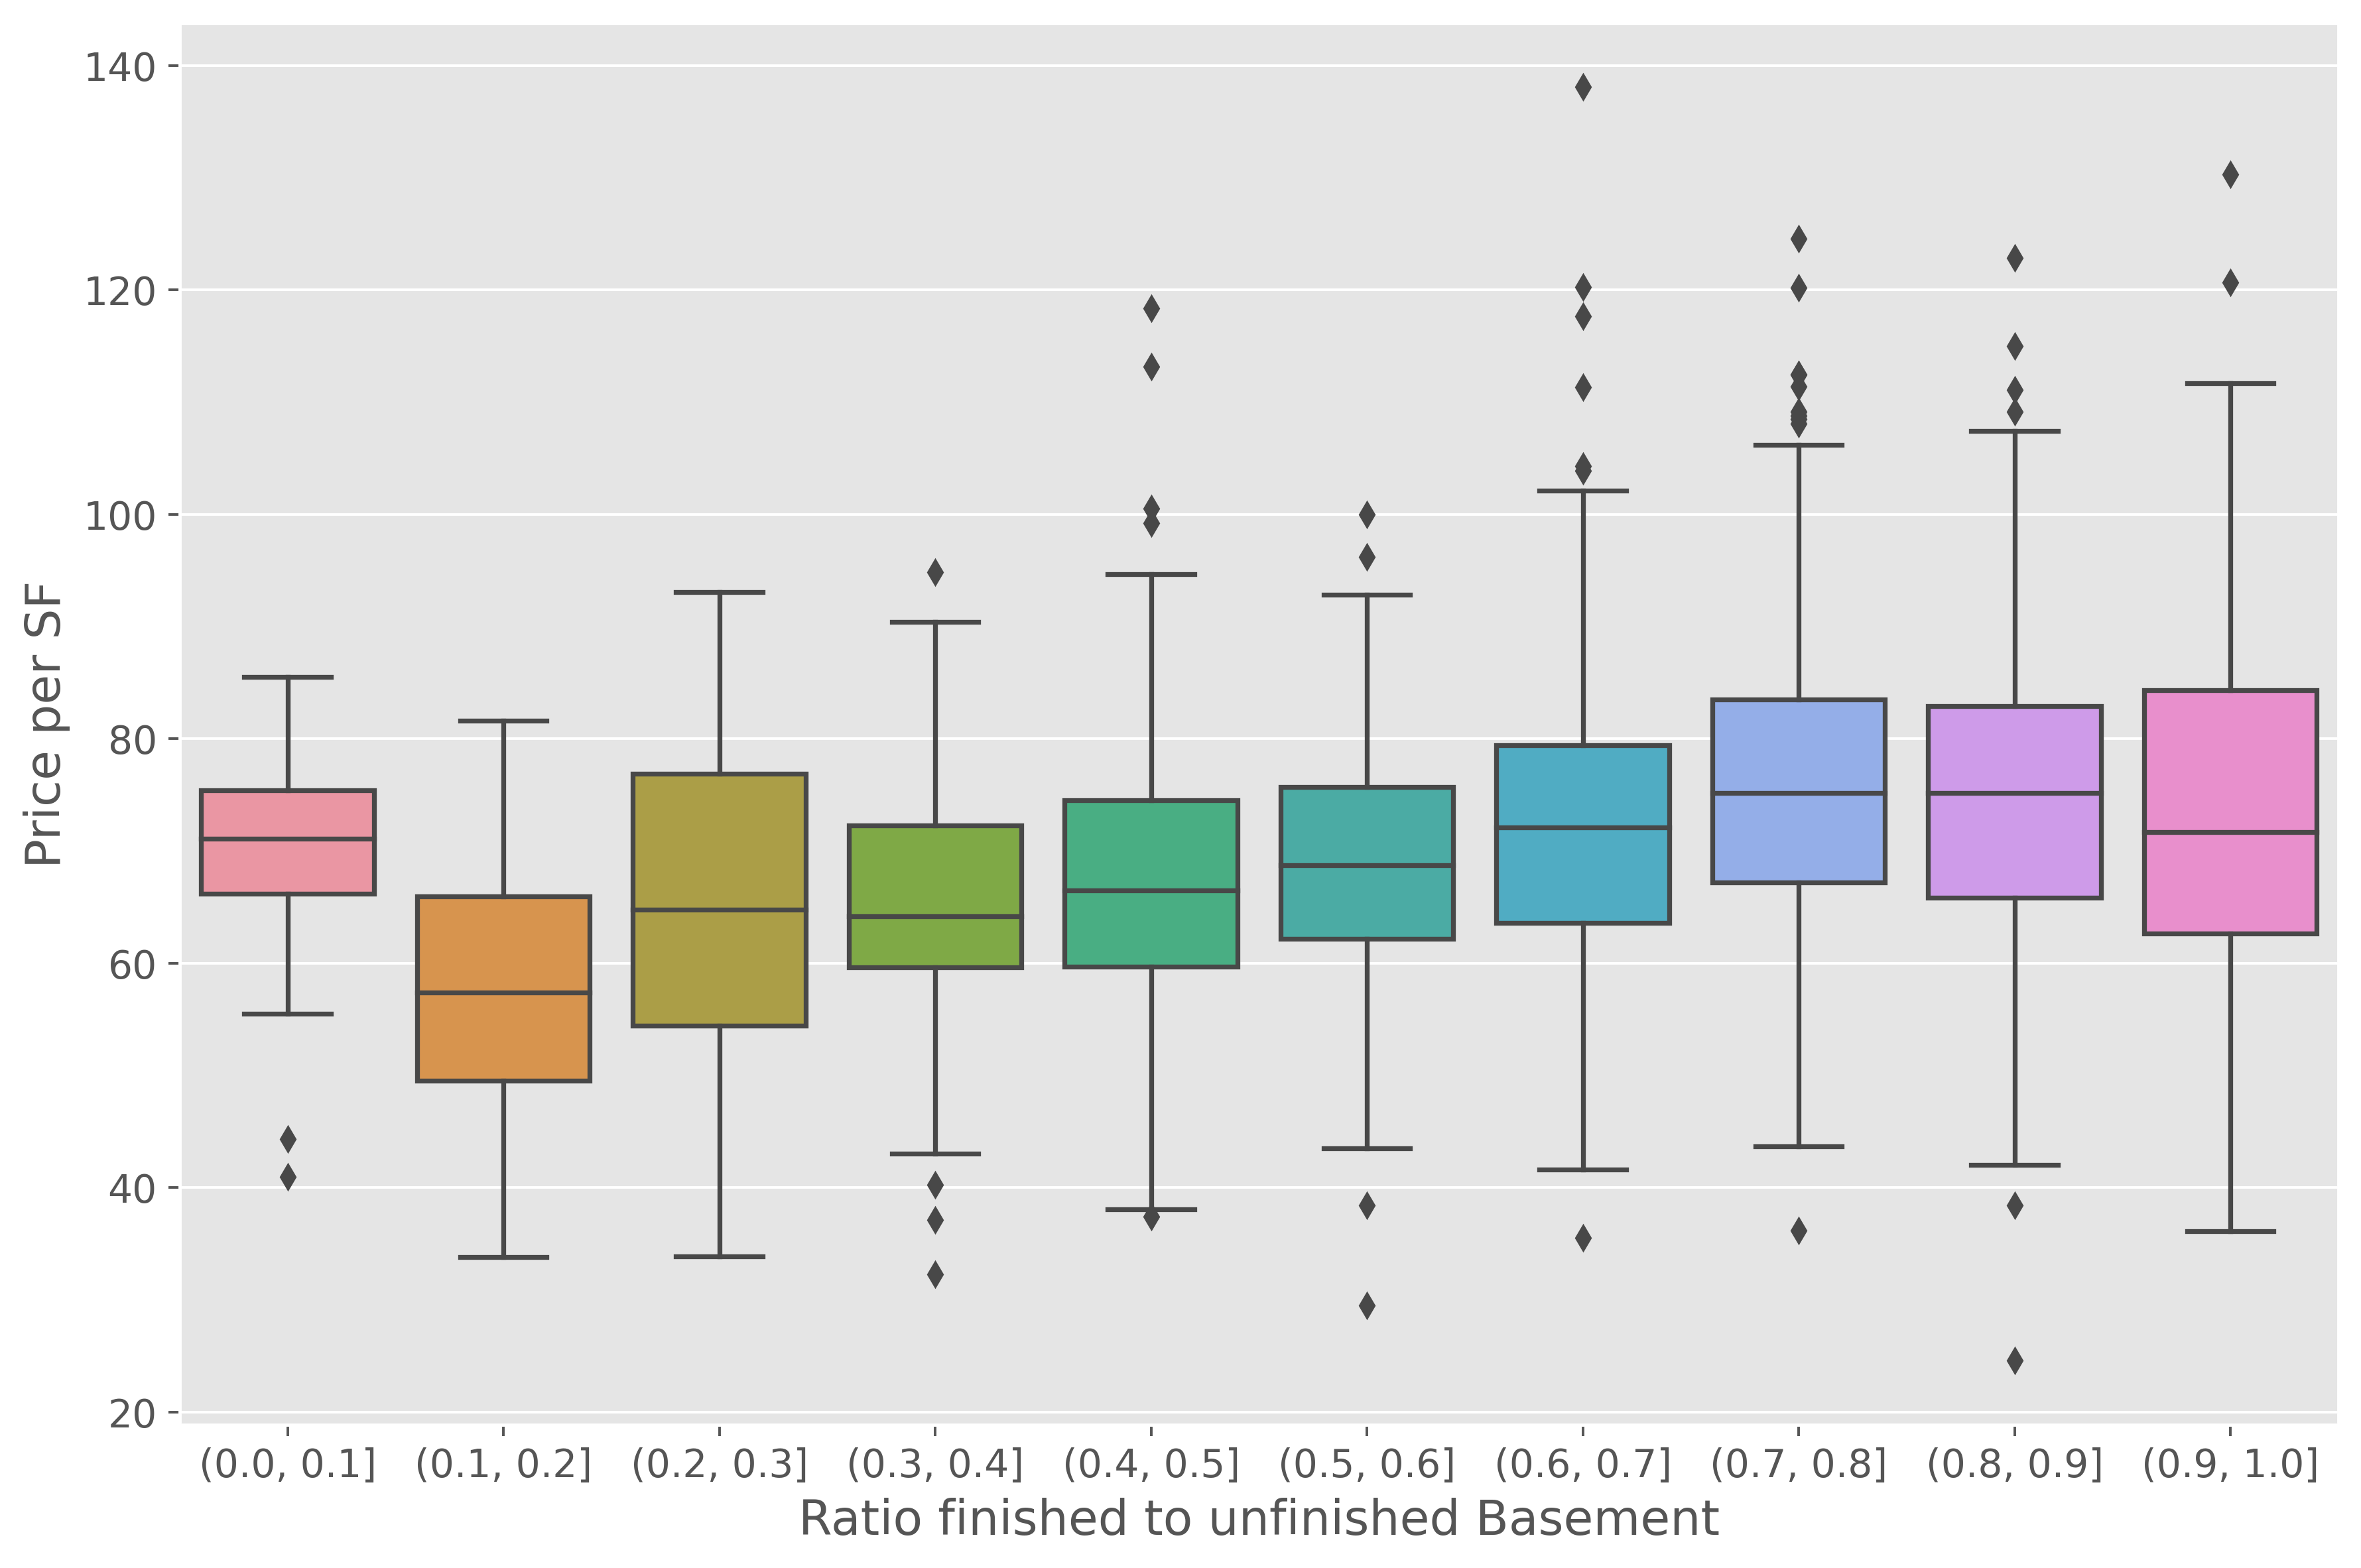 140
120
100
80
60
40
20
Price per SF
(0.0, 0.1] (0.1, 0.2] (0.2, 0.3] (0.3, 0.4] (0.4, 0.5] (0.5, 0.6] (0.6, 0.7] (0.7, 0.8] (0.8, 0.9] (0.9, 1.0]
Ratio finished to unfinished Basement